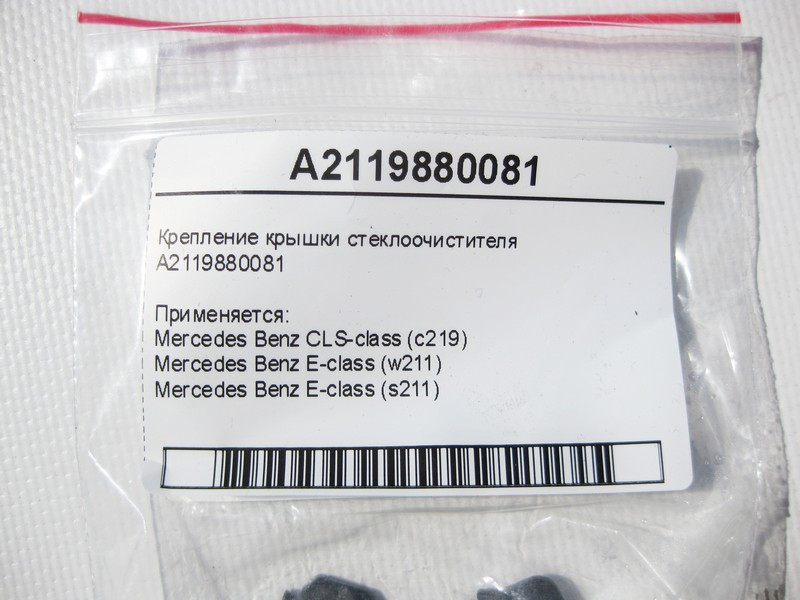 A2119880081
Крепление крышки стеклоочистителя
A2119880081
Применяется:
Mercedes Benz CLS-class (c219)
Mercedes Benz E-class (w211)
Mercedes Benz E-class (s211)